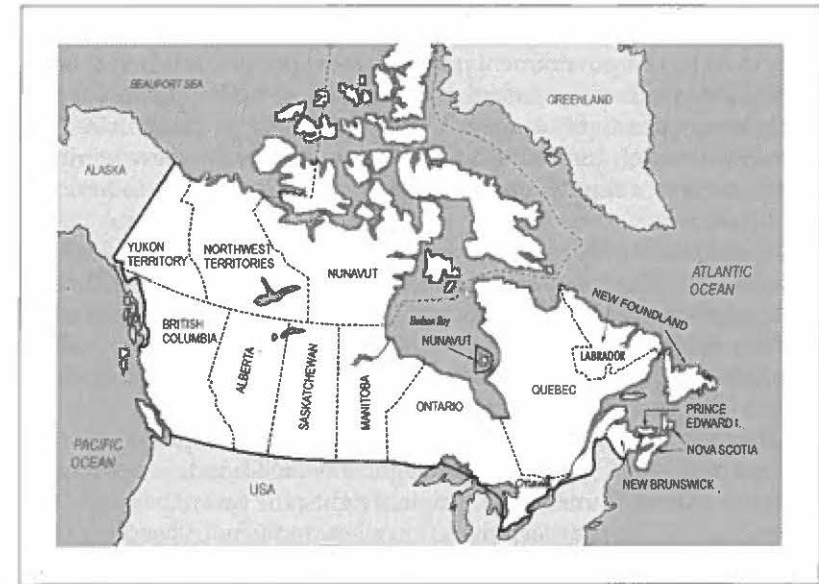 BEAUFORT SEA
GREENLAND
ALASKA
YUKON
TERRITORY
NORTHWEST
TERRITORIES
NUNAVUT
ATLANTIC
OCEAN
NEW FOUNDLAND
BRITISH
COLUMBIA
Hudson Bay
NUNAVUT
LABRADOR
ALBERTA
SASKATCHEWAN
MANITOBA
ONTARIO
QUEBEC
PRINCE
EDWARD I.
NOVA SCOTIA
PACIFIC
OCEAN
USA
Ottawa
NEW BRUNSWICK